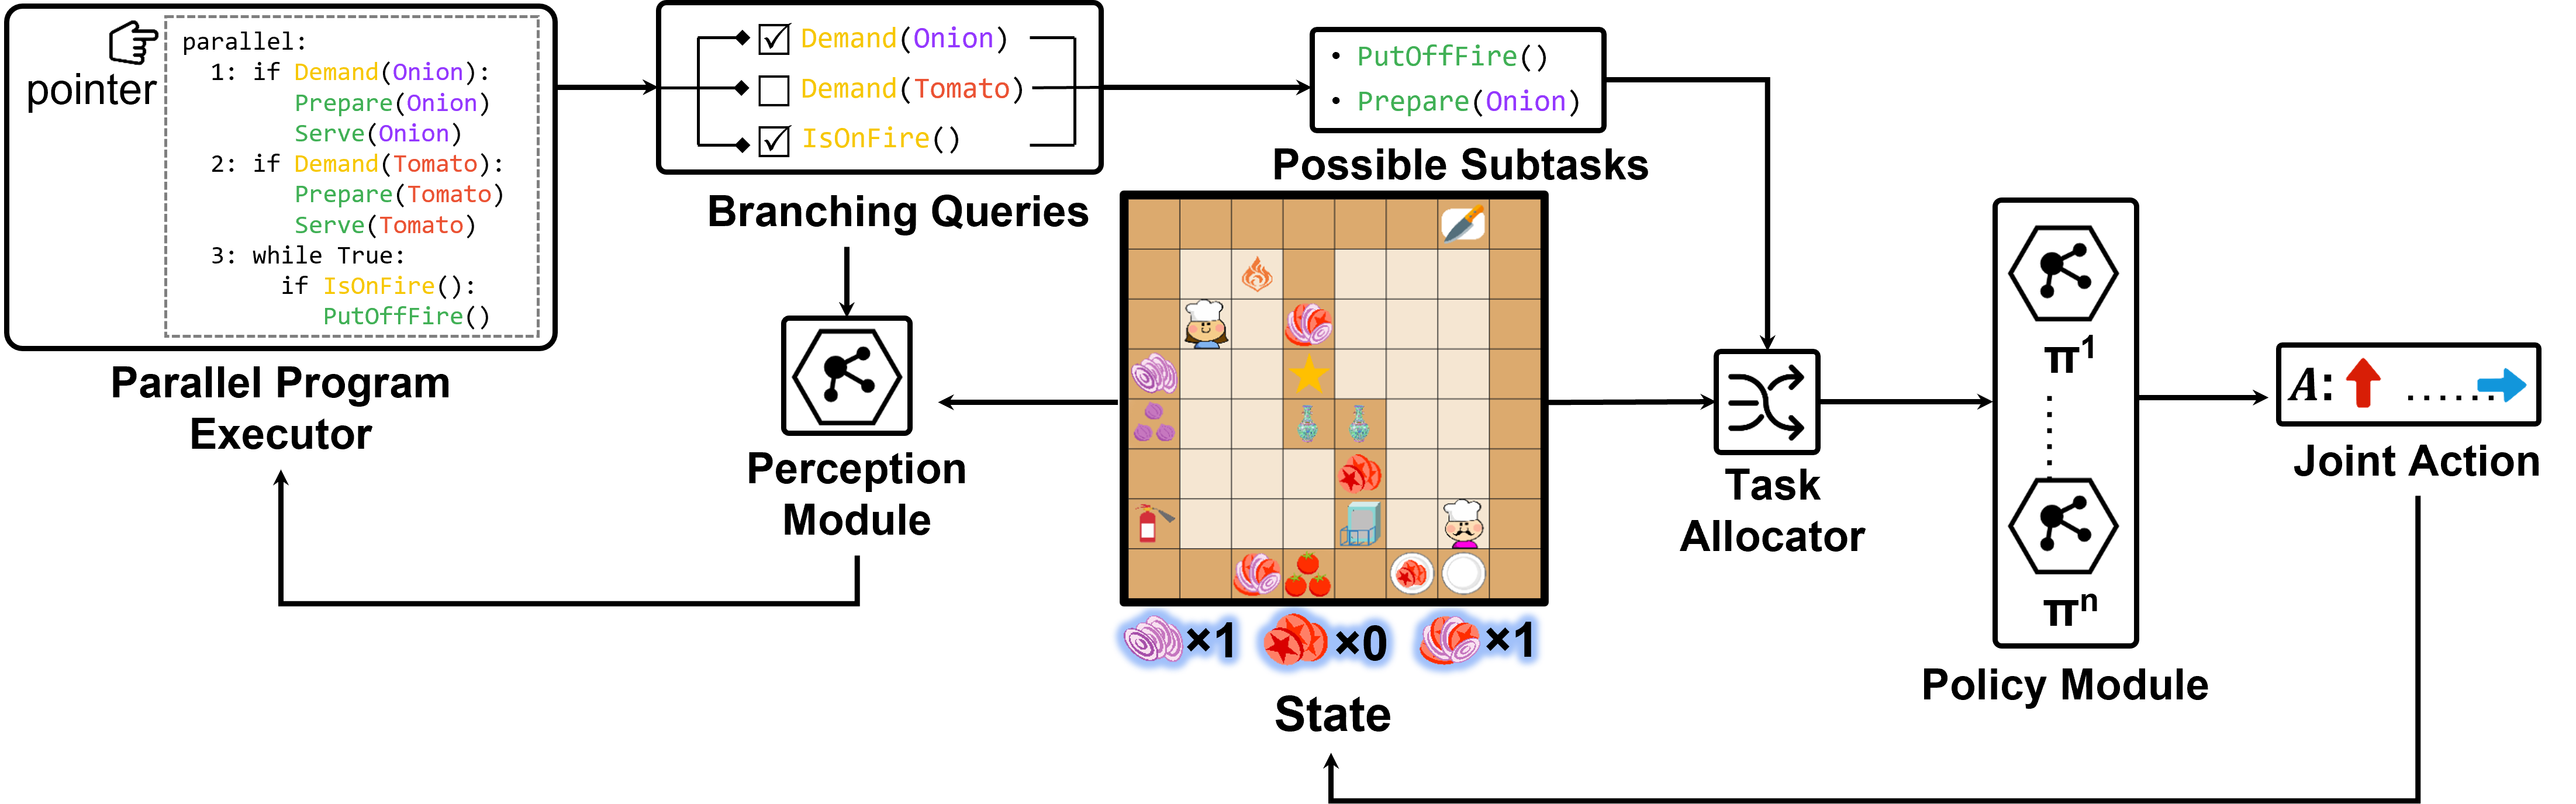 pointer
parallel:
1: if Demand(Onion):
Prepare(Onion)
Serve(Onion)
2: if Demand(Tomato):
Prepare(Tomato)
Serve(Tomato)
3: while True:
if IsOnFire():
PutOffFire()
Parallel Program
Executor
Demand(Onion)
Demand(Tomato)
IsOnFire()
Branching Queries
• PutOffFire()
• Prepare(Onion)
Possible Subtasks
Perception
Module
×1 ×0 ×1
State
Task
Allocator
π¹
πⁿ
Policy Module
A: ......
Joint Action